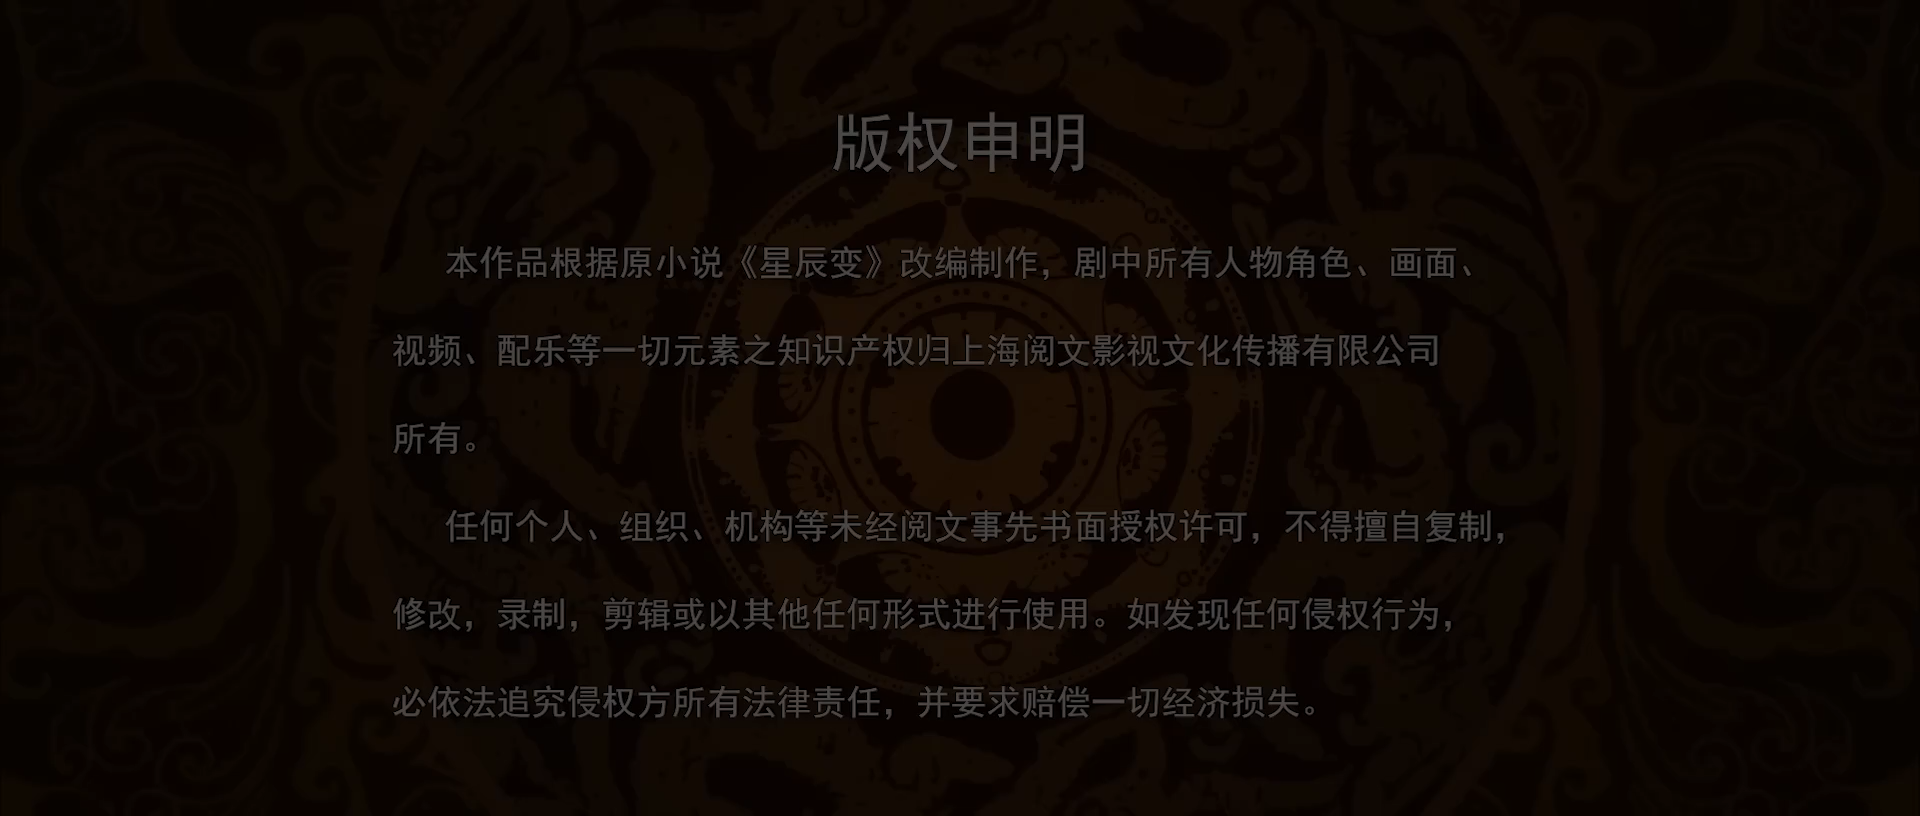 版权申明
本作品根据原小说《星辰变》改编制作，剧中所有人物角色、画面、
视频、配乐等一切元素之知识产权归上海阅文影视文化传播有限公司
所有。
任何个人、组织、机构等未经阅文事先书面授权许可，不得擅自复制，
修改，录制，剪辑或以其他任何形式进行使用。如发现任何侵权行为，
必依法追究侵权方所有法律责任，并要求赔偿一切经济损失。